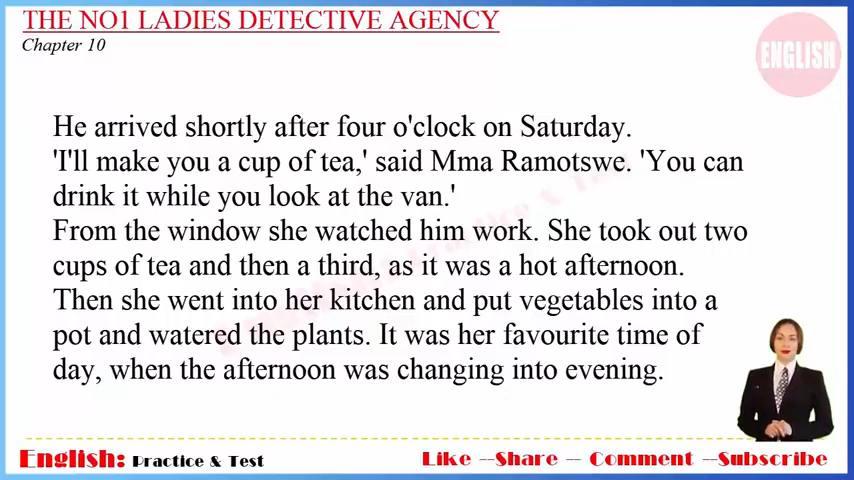 THE NO1 LADIES DETECTIVE AGENCY
Chapter 10
ENGLISH
He arrived shortly after four o'clock on Saturday.
'I'll make you a cup of tea,' said Mma Ramotswe. 'You can
drink it while you look at the van.'
From the window she watched him work. She took out two
cups of tea and then a third, as it was a hot afternoon.
Then she went into her kitchen and put vegetables into a
pot and watered the plants. It was her favourite time of
day, when the afternoon was changing into evening.
English: Practice & Test
Like --Share -- Comment --Subscribe